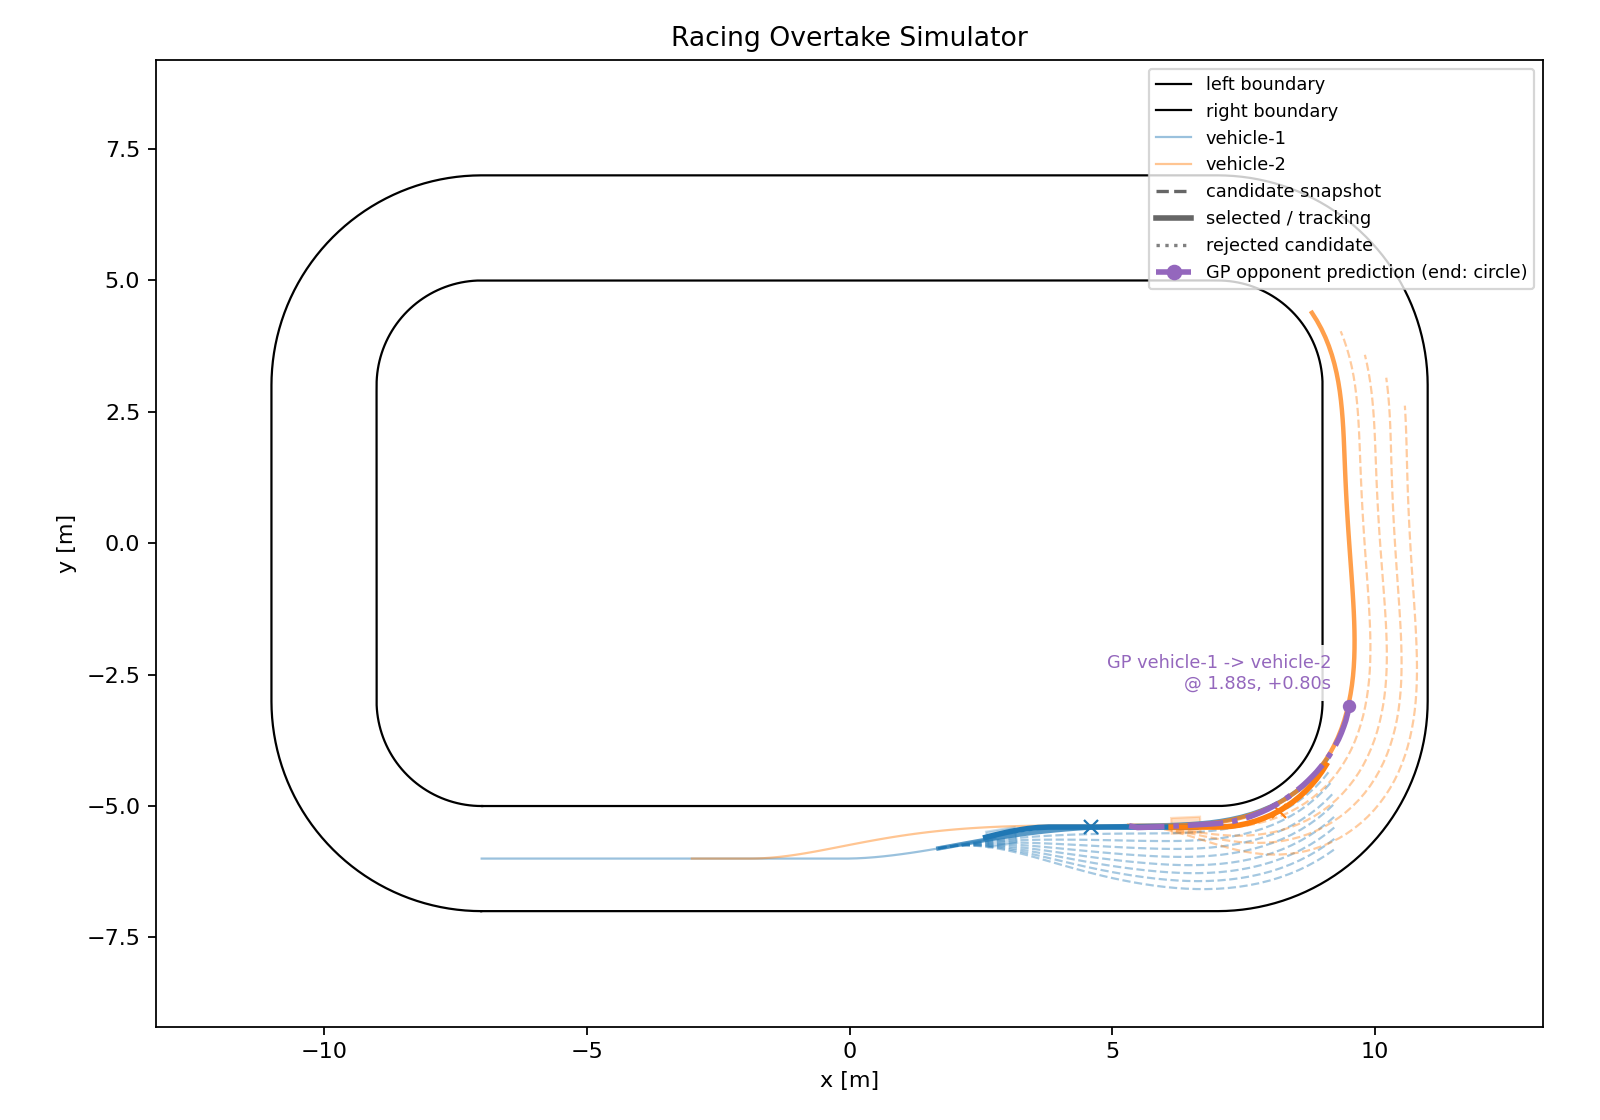 Racing Overtake Simulator
left boundary
right boundary
vehicle-1
vehicle-2
candidate snapshot
selected / tracking
rejected candidate
GP opponent prediction (end: circle)
7.5
5.0
2.5
0.0
−2.5
−5.0
−7.5
y [m]
GP vehicle-1 -> vehicle-2
@ 1.88s, +0.80s
−10
−5
0
5
10
x [m]